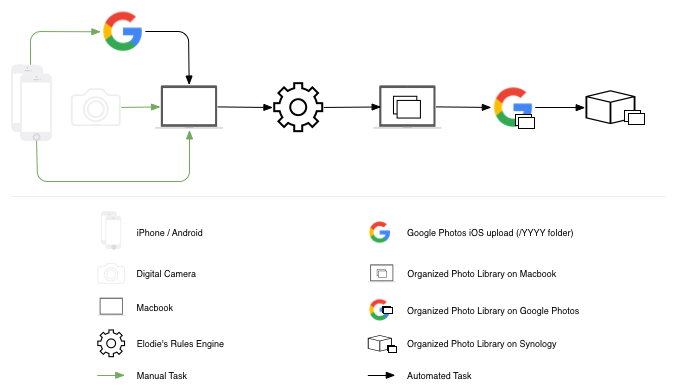 iPhone / Android
Google Photos iOS upload (/YYYY folder)
Digital Camera
Organized Photo Library on Macbook
Macbook
Organized Photo Library on Google Photos
Elodie's Rules Engine
Organized Photo Library on Synology
Manual Task
Automated Task